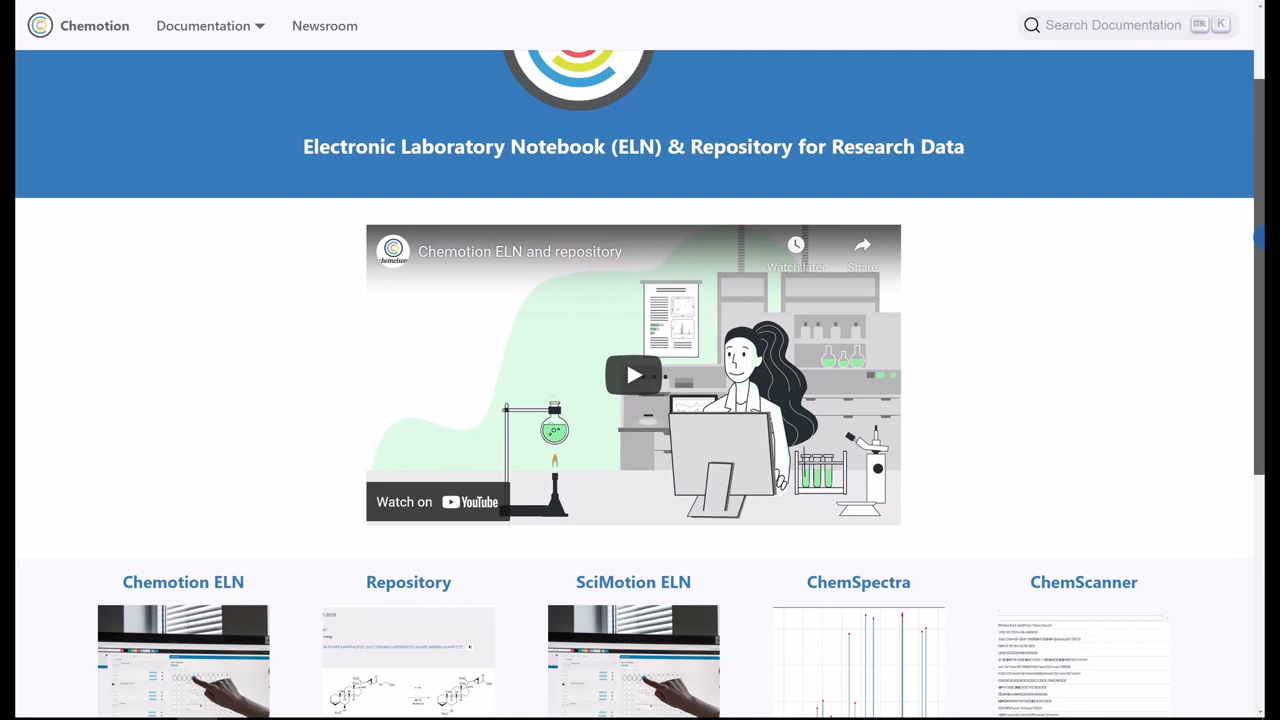 Chemotion
Documentation
Newsroom
Search Documentation
CTRL
K
Electronic Laboratory Notebook (ELN) & Repository for Research Data
chemotion
Chemotion ELN and repository
Watch later
Share
Watch on YouTube
Chemotion ELN
Repository
SciMotion ELN
ChemSpectra
ChemScanner